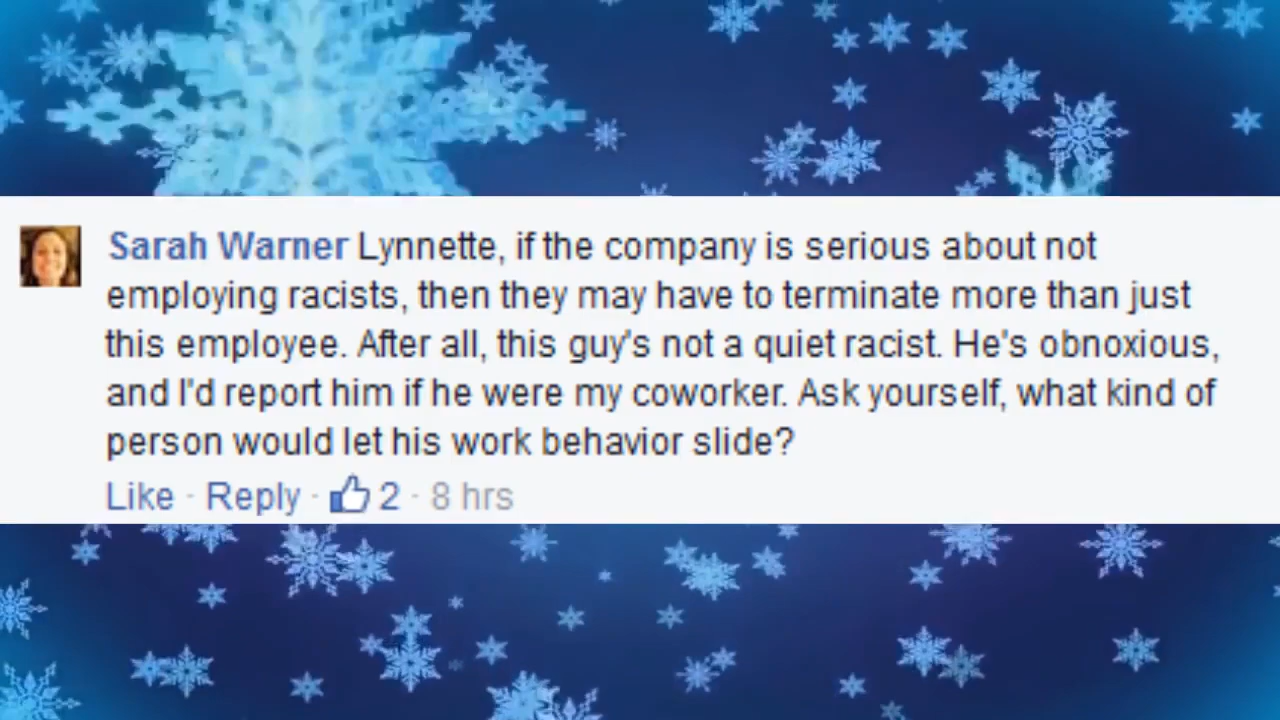 Sarah Warner Lynnette, if the company is serious about not
employing racists, then they may have to terminate more than just
this employee. After all, this guy's not a quiet racist. He's obnoxious,
and I'd report him if he were my coworker. Ask yourself, what kind of
person would let his work behavior slide?
Like · Reply · 2 · 8 hrs